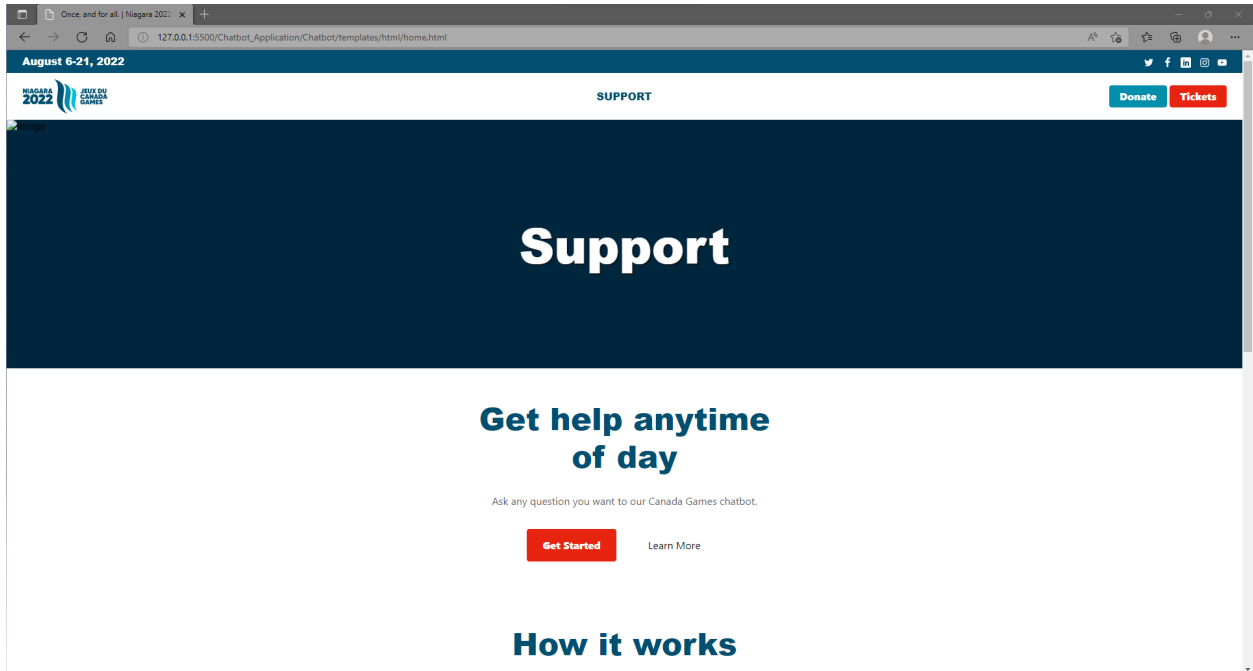 Once, and for all. | Niagara 2022
127.0.0.1:5500/Chatbot_Application/Chatbot/templates/html/home.html
August 6-21, 2022
NIAGARA 2022 JEUX DU CANADA GAMES
SUPPORT
Donate
Tickets
image
Support
Get help anytime
of day
Ask any question you want to our Canada Games chatbot.
Get Started
Learn More
How it works